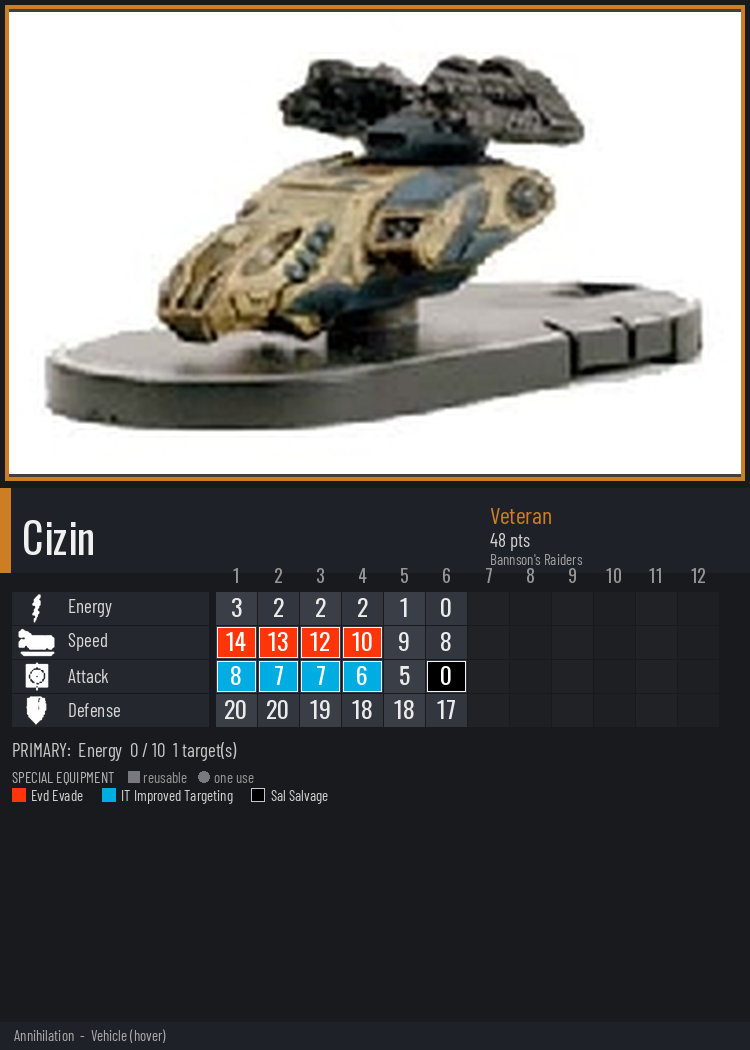 Cizin
Veteran
48 pts
Bannson's Raiders
1 2 3 4 5 6 7 8 9 10 11 12
Energy 3 2 2 2 1 0
Speed 14 13 12 10 9 8
Attack 8 7 7 6 5 0
Defense 20 20 19 18 18 17
PRIMARY: Energy 0 / 10 1 target(s)
SPECIAL EQUIPMENT reusable one use
Evd Evade IT Improved Targeting Sal Salvage
Annihilation - Vehicle (hover)